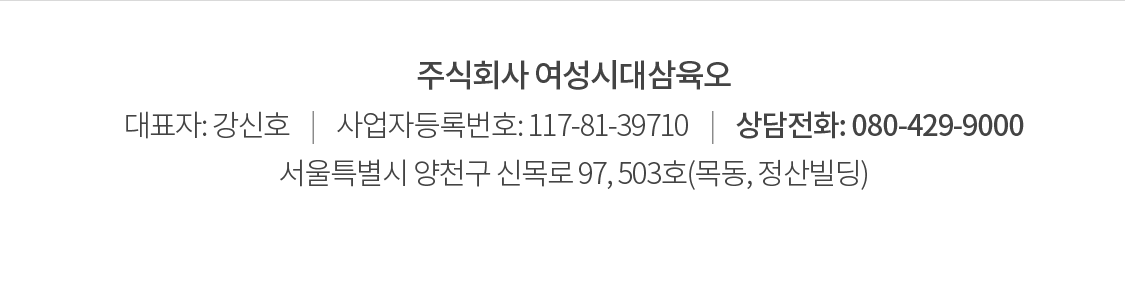 주식회사 여성시대삼육오
대표자: 강신호 | 사업자등록번호: 117-81-39710 | 상담전화: 080-429-9000
서울특별시 양천구 신목로 97, 503호(목동, 정산빌딩)